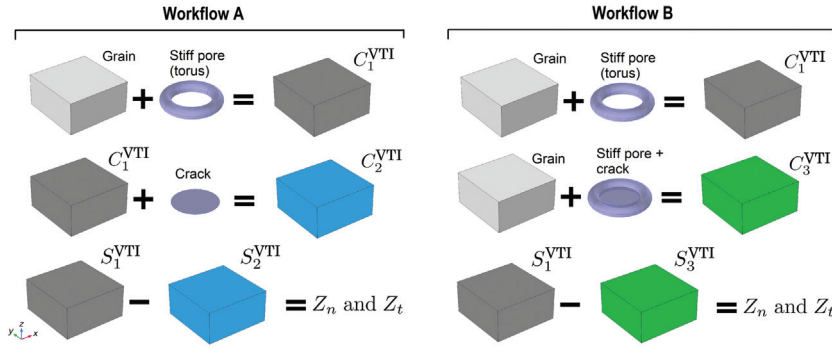 Workflow A
Grain
Stiff pore
(torus)
C_1^VTI
+
=
C_1^VTI
Crack
C_2^VTI
+
=
S_1^VTI
S_2^VTI
−
= Z_n and Z_t
z
y
x
Workflow B
Grain
Stiff pore
(torus)
C_1^VTI
+
=
Grain
Stiff pore +
crack
C_3^VTI
+
=
S_1^VTI
S_3^VTI
−
= Z_n and Z_t